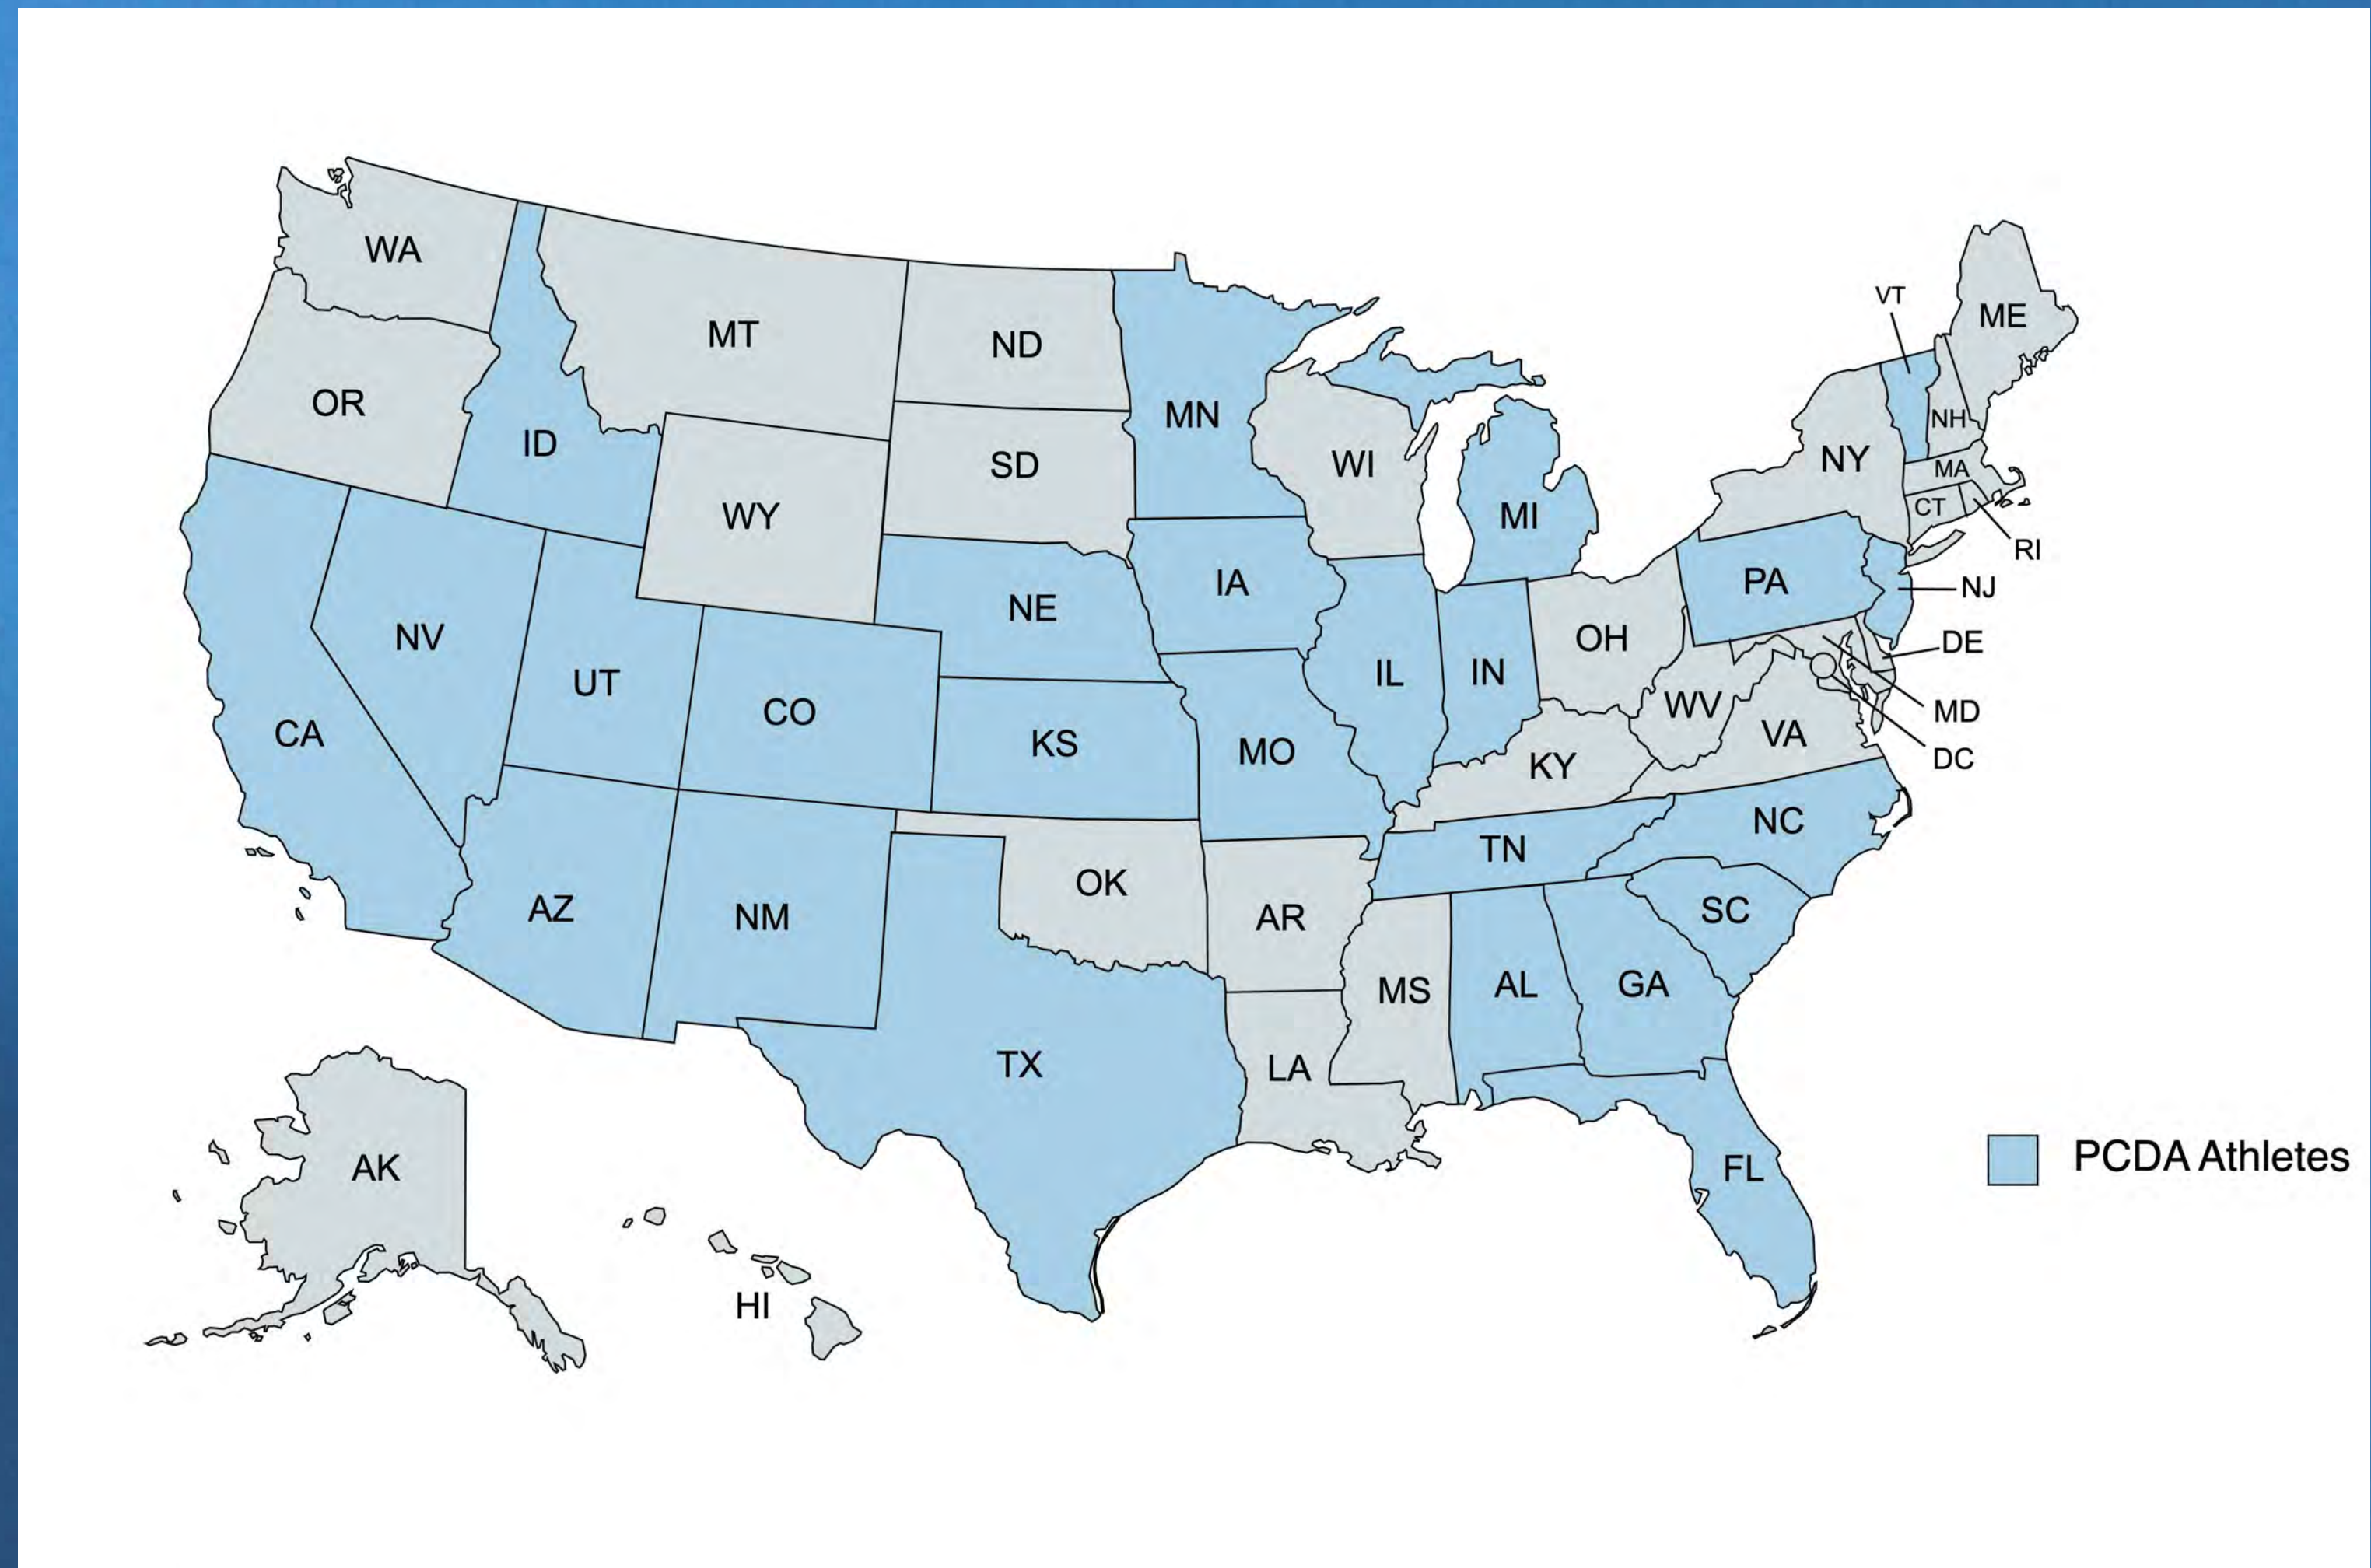 WA
VT
ME
MT
ND
OR
MN
NH
ID
NY
SD
WI
MA
CT
WY
MI
RI
PA
IA
NJ
NE
NV
OH
DE
UT
IL
IN
WV
CO
MD
CA
VA
KS
MO
DC
KY
NC
TN
OK
AZ
SC
NM
AR
AL
GA
MS
TX
LA
PCDA Athletes
AK
FL
HI